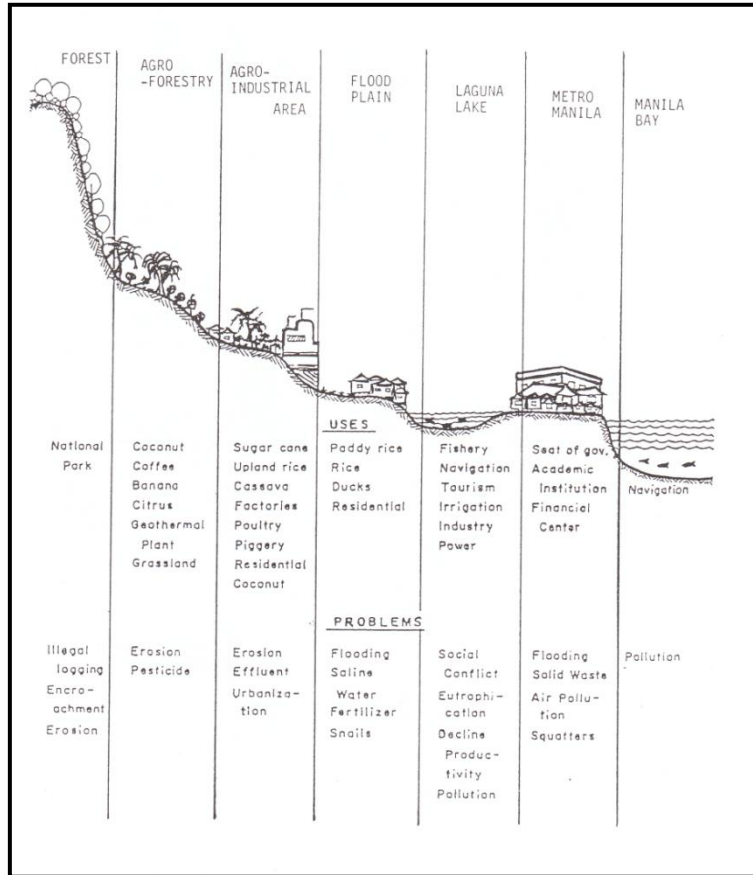 FOREST
AGRO
-FORESTRY
AGRO-
INDUSTRIAL
AREA
FLOOD
PLAIN
LAGUNA
LAKE
METRO
MANILA
MANILA
BAY
USES
National
Park
Coconut
Coffee
Banana
Citrus
Geothermal
Plant
Grassland
Sugar cane
Upland rice
Cassava
Factories
Poultry
Piggery
Residential
Coconut
Paddy rice
Rice
Ducks
Residential
Fishery
Navigation
Tourism
Irrigation
Industry
Power
Seat of gov.
Academic
Institution
Financial
Center
Navigation
PROBLEMS
Illegal
logging
Encro-
achment
Erosion
Erosion
Pesticide
Erosion
Effluent
Urbaniza-
tion
Flooding
Saline
Water
Fertilizer
Snails
Social
Conflict
Eutrophi-
cation
Decline
Produc-
tivity
Pollution
Flooding
Solid Waste
Air Pollu-
tion
Squatters
Pollution